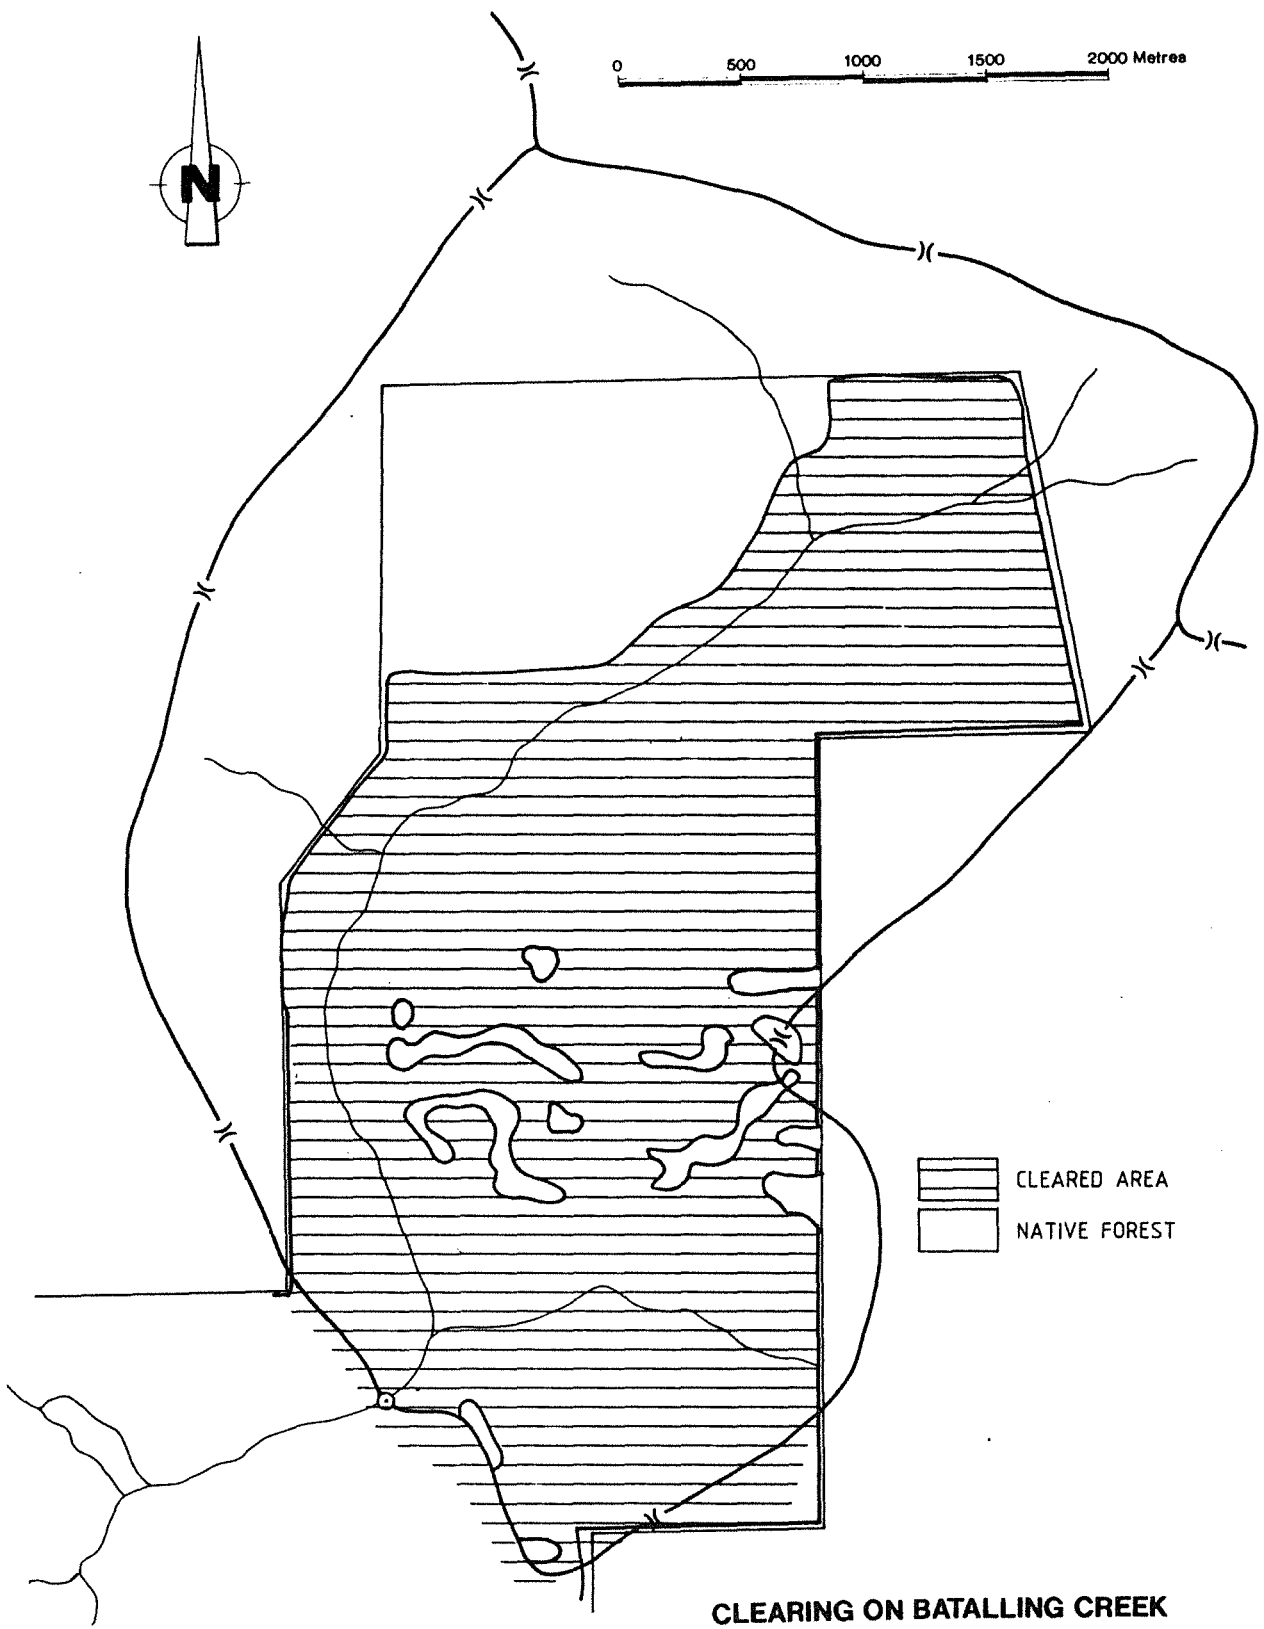 0 500 1000 1500 2000 Metres
N
CLEARED AREA
NATIVE FOREST
CLEARING ON BATALLING CREEK